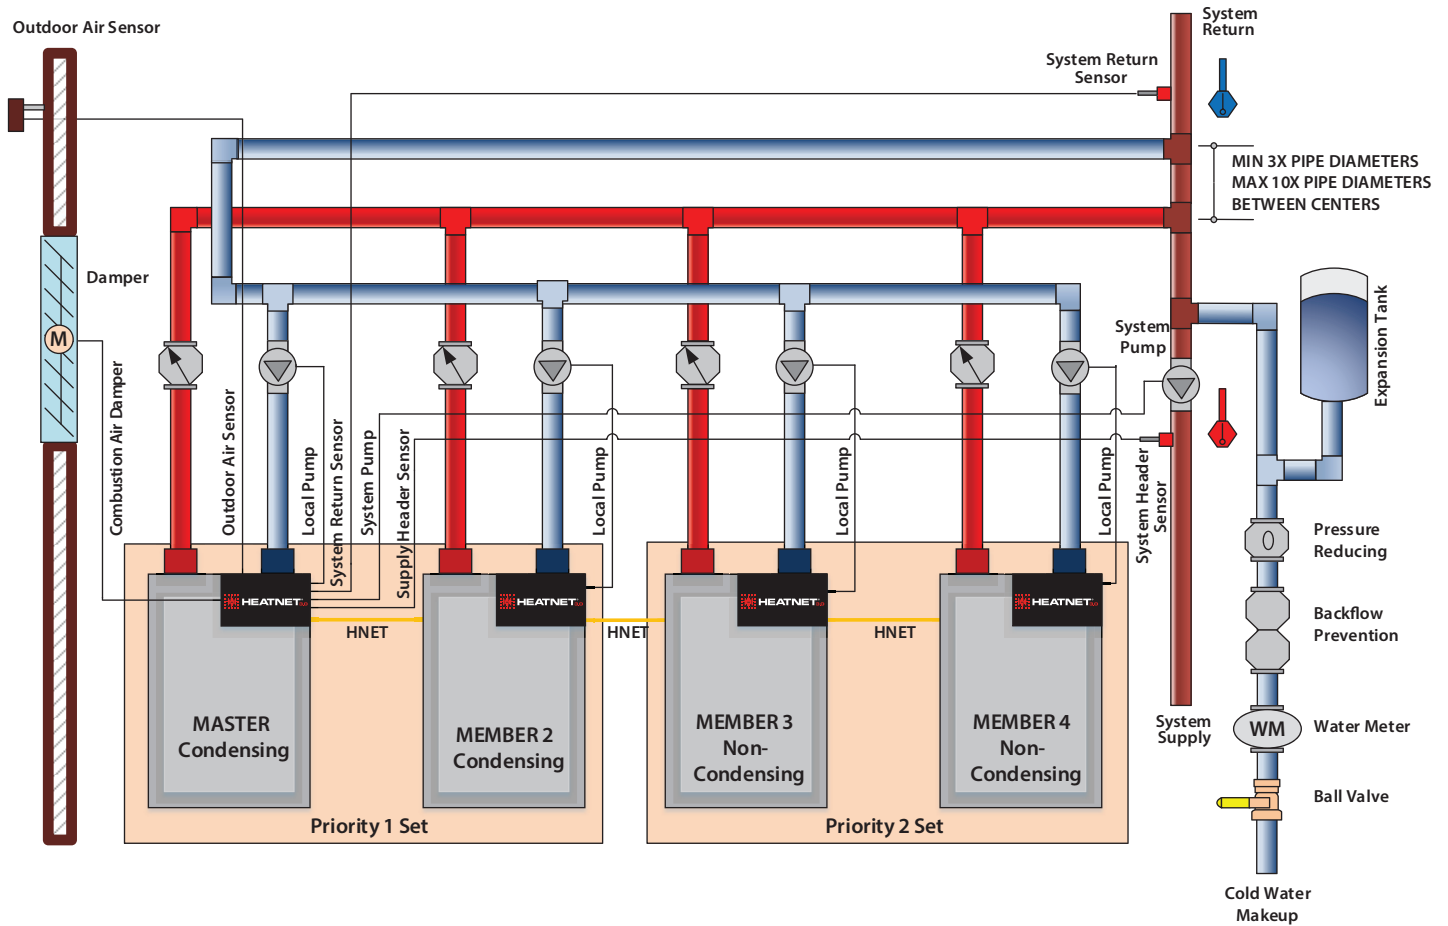 Outdoor Air Sensor
System
Return
System Return
Sensor
MIN 3X PIPE DIAMETERS
MAX 10X PIPE DIAMETERS
BETWEEN CENTERS
Damper
M
System
Pump
Expansion Tank
Combustion Air Damper
Outdoor Air Sensor
Local Pump
System Return Sensor
System Pump
Supply Header Sensor
Local Pump
Local Pump
Local Pump
System Header
Sensor
Pressure
Reducing
HEATNET
HEATNET
HEATNET
HEATNET
HNET
HNET
HNET
Backflow
Prevention
MASTER
Condensing
MEMBER 2
Condensing
MEMBER 3
Non-
Condensing
MEMBER 4
Non-
Condensing
System
Supply
WM
Water Meter
Ball Valve
Priority 1 Set
Priority 2 Set
Cold Water
Makeup